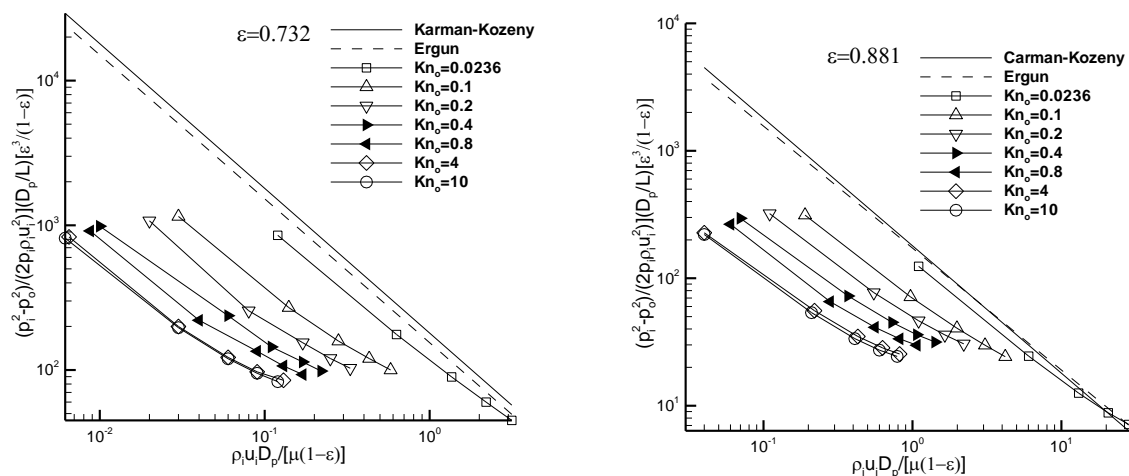 ε=0.732
Karman-Kozeny
Ergun
Knₒ=0.0236
Knₒ=0.1
Knₒ=0.2
Knₒ=0.4
Knₒ=0.8
Knₒ=4
Knₒ=10
10⁴
10³
10²
10⁻² 10⁻¹ 10⁰
(pᵢ²-pₒ²)/(2pᵢρᵢuᵢ²)](Dₚ/L)[ε³/(1-ε)]
ρᵢuᵢDₚ/[μ(1-ε)]
ε=0.881
Carman-Kozeny
Ergun
Knₒ=0.0236
Knₒ=0.1
Knₒ=0.2
Knₒ=0.4
Knₒ=0.8
Knₒ=4
Knₒ=10
10⁴
10³
10²
10¹
10⁻¹ 10⁰ 10¹
(pᵢ²-pₒ²)/(2pᵢρᵢuᵢ²)](Dₚ/L)[ε³/(1-ε)]
ρᵢuᵢDₚ/[μ(1-ε)]